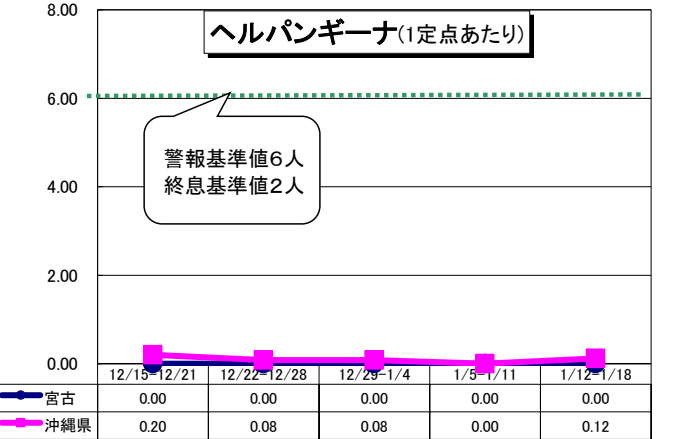 ヘルパンギーナ(1定点あたり)
8.00
6.00
4.00
2.00
0.00
警報基準値6人
終息基準値2人
12/15-12/21 12/22-12/28 12/29-1/4 1/5-1/11 1/12-1/18
宮古 0.00 0.00 0.00 0.00 0.00
沖縄県 0.20 0.08 0.08 0.00 0.12